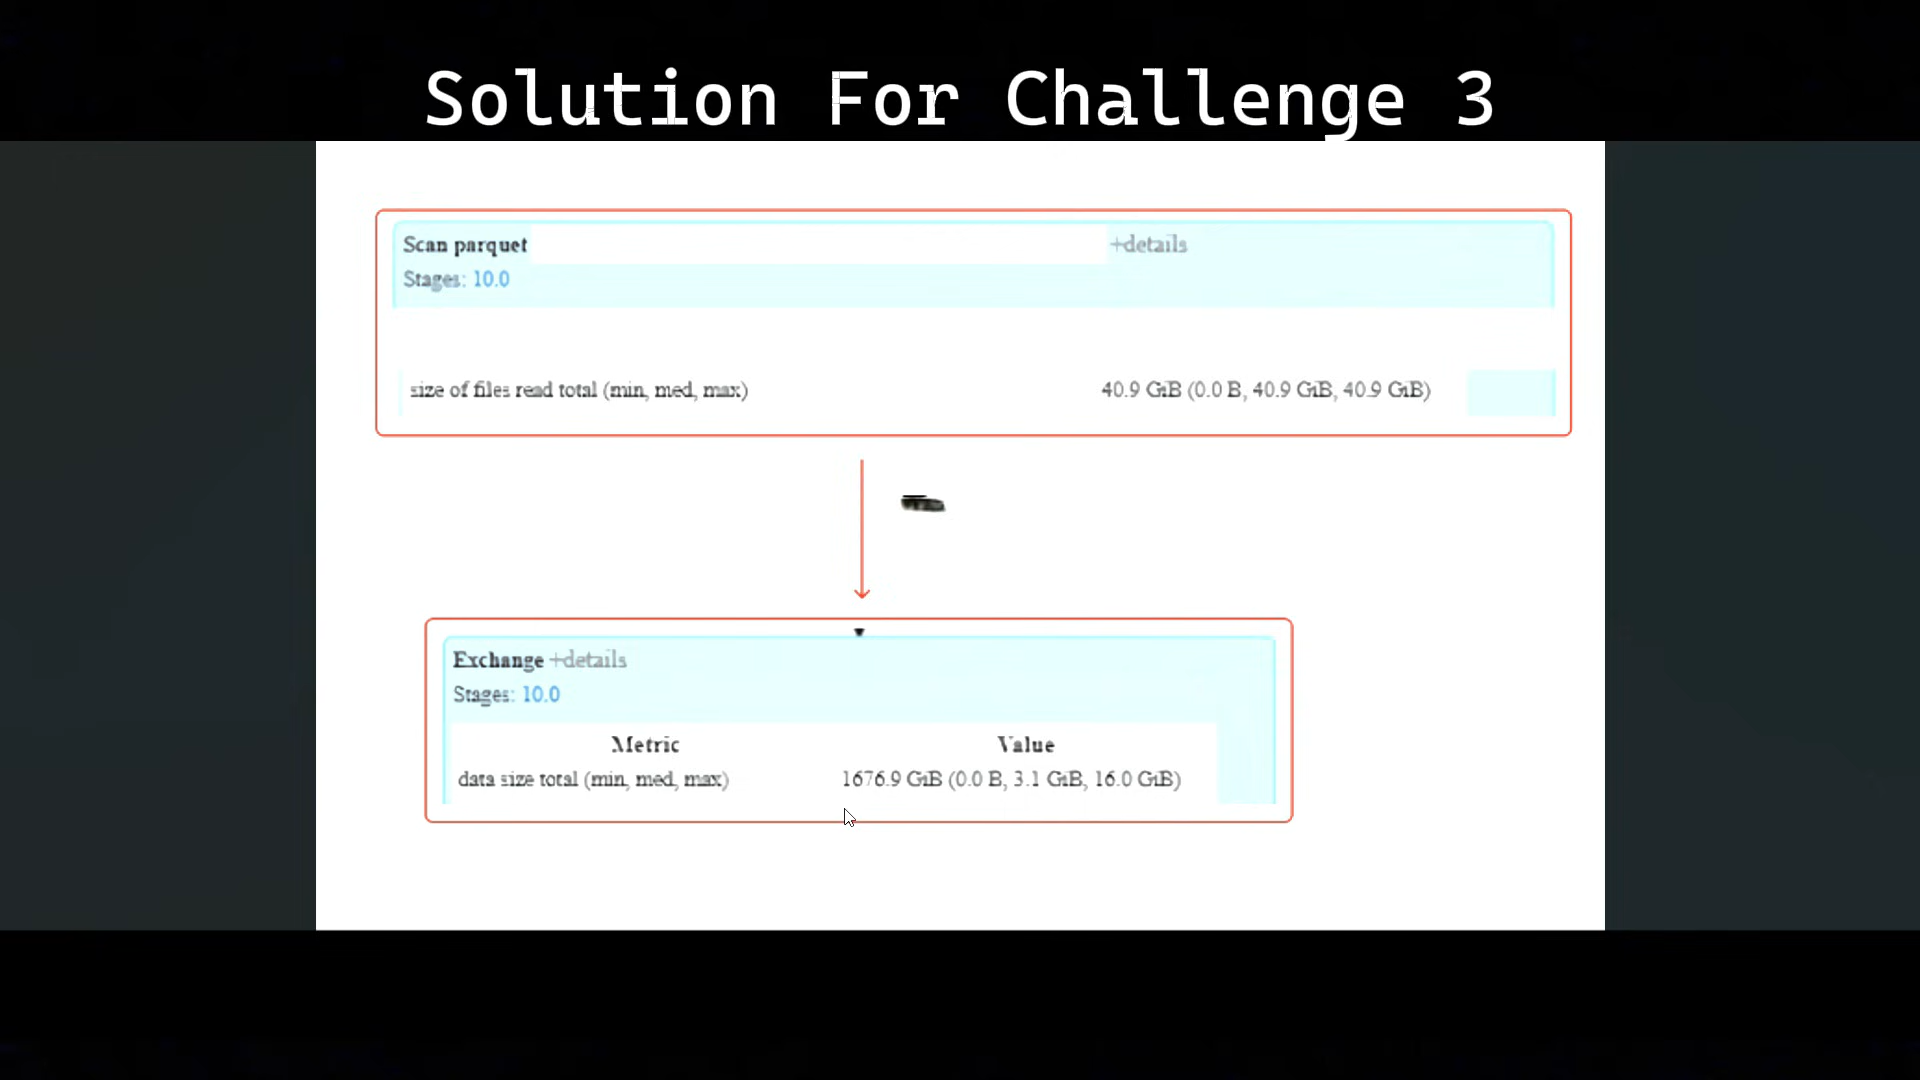 Solution For Challenge 3
Scan parquet +details
Stages: 10.0
size of files read total (min, med, max) 40.9 GiB (0.0 B, 40.9 GiB, 40.9 GiB)
Exchange +details
Stages: 10.0
Metric Value
data size total (min, med, max) 1676.9 GiB (0.0 B, 3.1 GiB, 16.0 GiB)